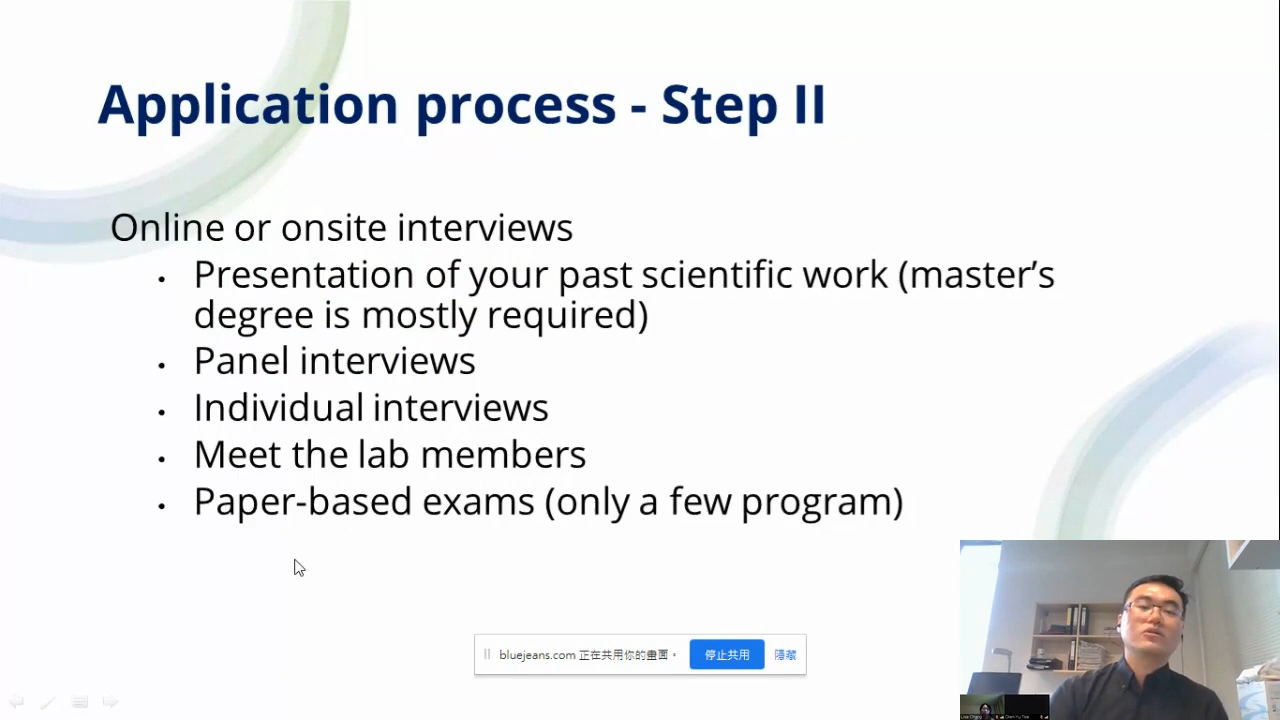 Application process - Step II
Online or onsite interviews
• Presentation of your past scientific work (master’s
degree is mostly required)
• Panel interviews
• Individual interviews
• Meet the lab members
• Paper-based exams (only a few program)
bluejeans.com 正在共用你的畫面。 停止共用 隱藏